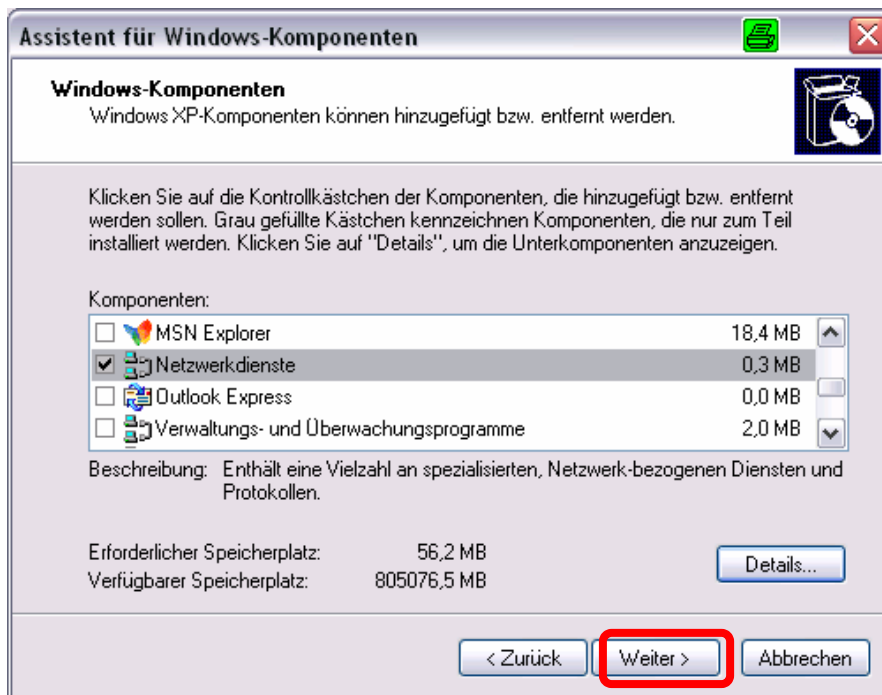 Assistent für Windows-Komponenten
Windows-Komponenten
Windows XP-Komponenten können hinzugefügt bzw. entfernt werden.
Klicken Sie auf die Kontrollkästchen der Komponenten, die hinzugefügt bzw. entfernt
werden sollen. Grau gefüllte Kästchen kennzeichnen Komponenten, die nur zum Teil
installiert werden. Klicken Sie auf "Details", um die Unterkomponenten anzuzeigen.
Komponenten:
MSN Explorer 18,4 MB
Netzwerkdienste 0,3 MB
Outlook Express 0,0 MB
Verwaltungs- und Überwachungsprogramme 2,0 MB
Beschreibung: Enthält eine Vielzahl an spezialisierten, Netzwerk-bezogenen Diensten und
Protokollen.
Erforderlicher Speicherplatz: 56,2 MB
Verfügbarer Speicherplatz: 805076,5 MB
Details...
< Zurück Weiter > Abbrechen